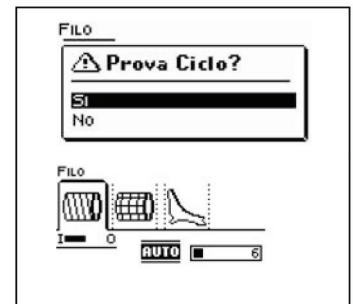 FILO
Prova Ciclo?
Si
No
FILO
I O
AUTO 6